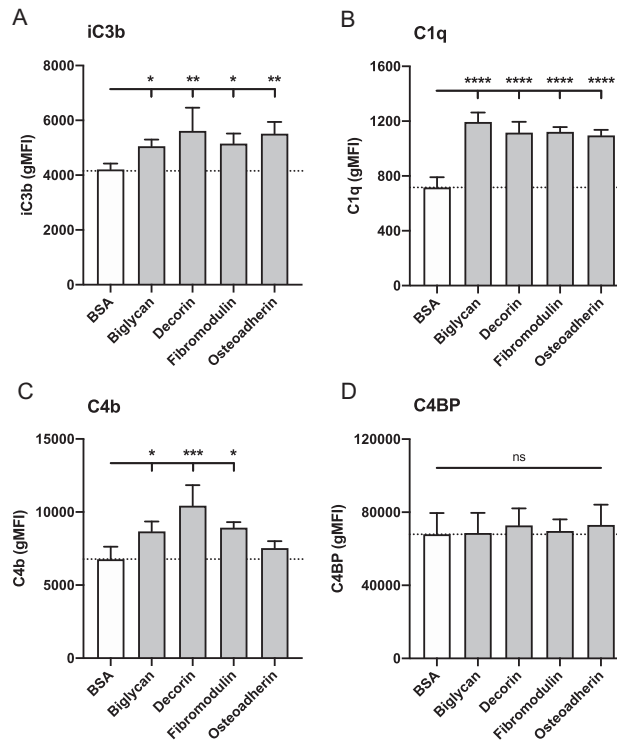 A
iC3b
iC3b (gMFI)
8000
6000
4000
2000
0
* ** * **
BSA
Biglycan
Decorin
Fibromodulin
Osteoadherin
B
C1q
C1q (gMFI)
1600
1200
800
400
0
**** **** **** ****
BSA
Biglycan
Decorin
Fibromodulin
Osteoadherin
C
C4b
C4b (gMFI)
15000
10000
5000
0
* *** *
BSA
Biglycan
Decorin
Fibromodulin
Osteoadherin
D
C4BP
C4BP (gMFI)
120000
80000
40000
0
ns
BSA
Biglycan
Decorin
Fibromodulin
Osteoadherin